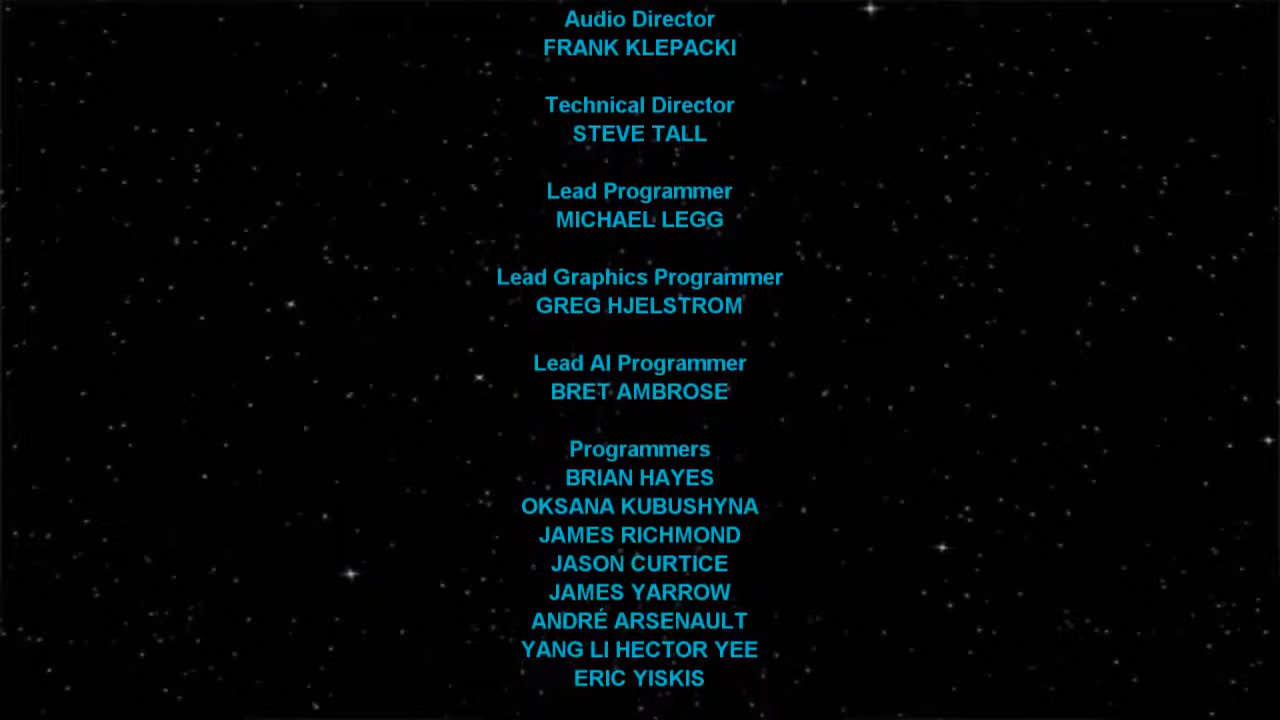 Audio Director
FRANK KLEPACKI
Technical Director
STEVE TALL
Lead Programmer
MICHAEL LEGG
Lead Graphics Programmer
GREG HJELSTROM
Lead AI Programmer
BRET AMBROSE
Programmers
BRIAN HAYES
OKSANA KUBUSHYNA
JAMES RICHMOND
JASON CURTICE
JAMES YARROW
ANDRÉ ARSENAULT
YANG LI HECTOR YEE
ERIC YISKIS